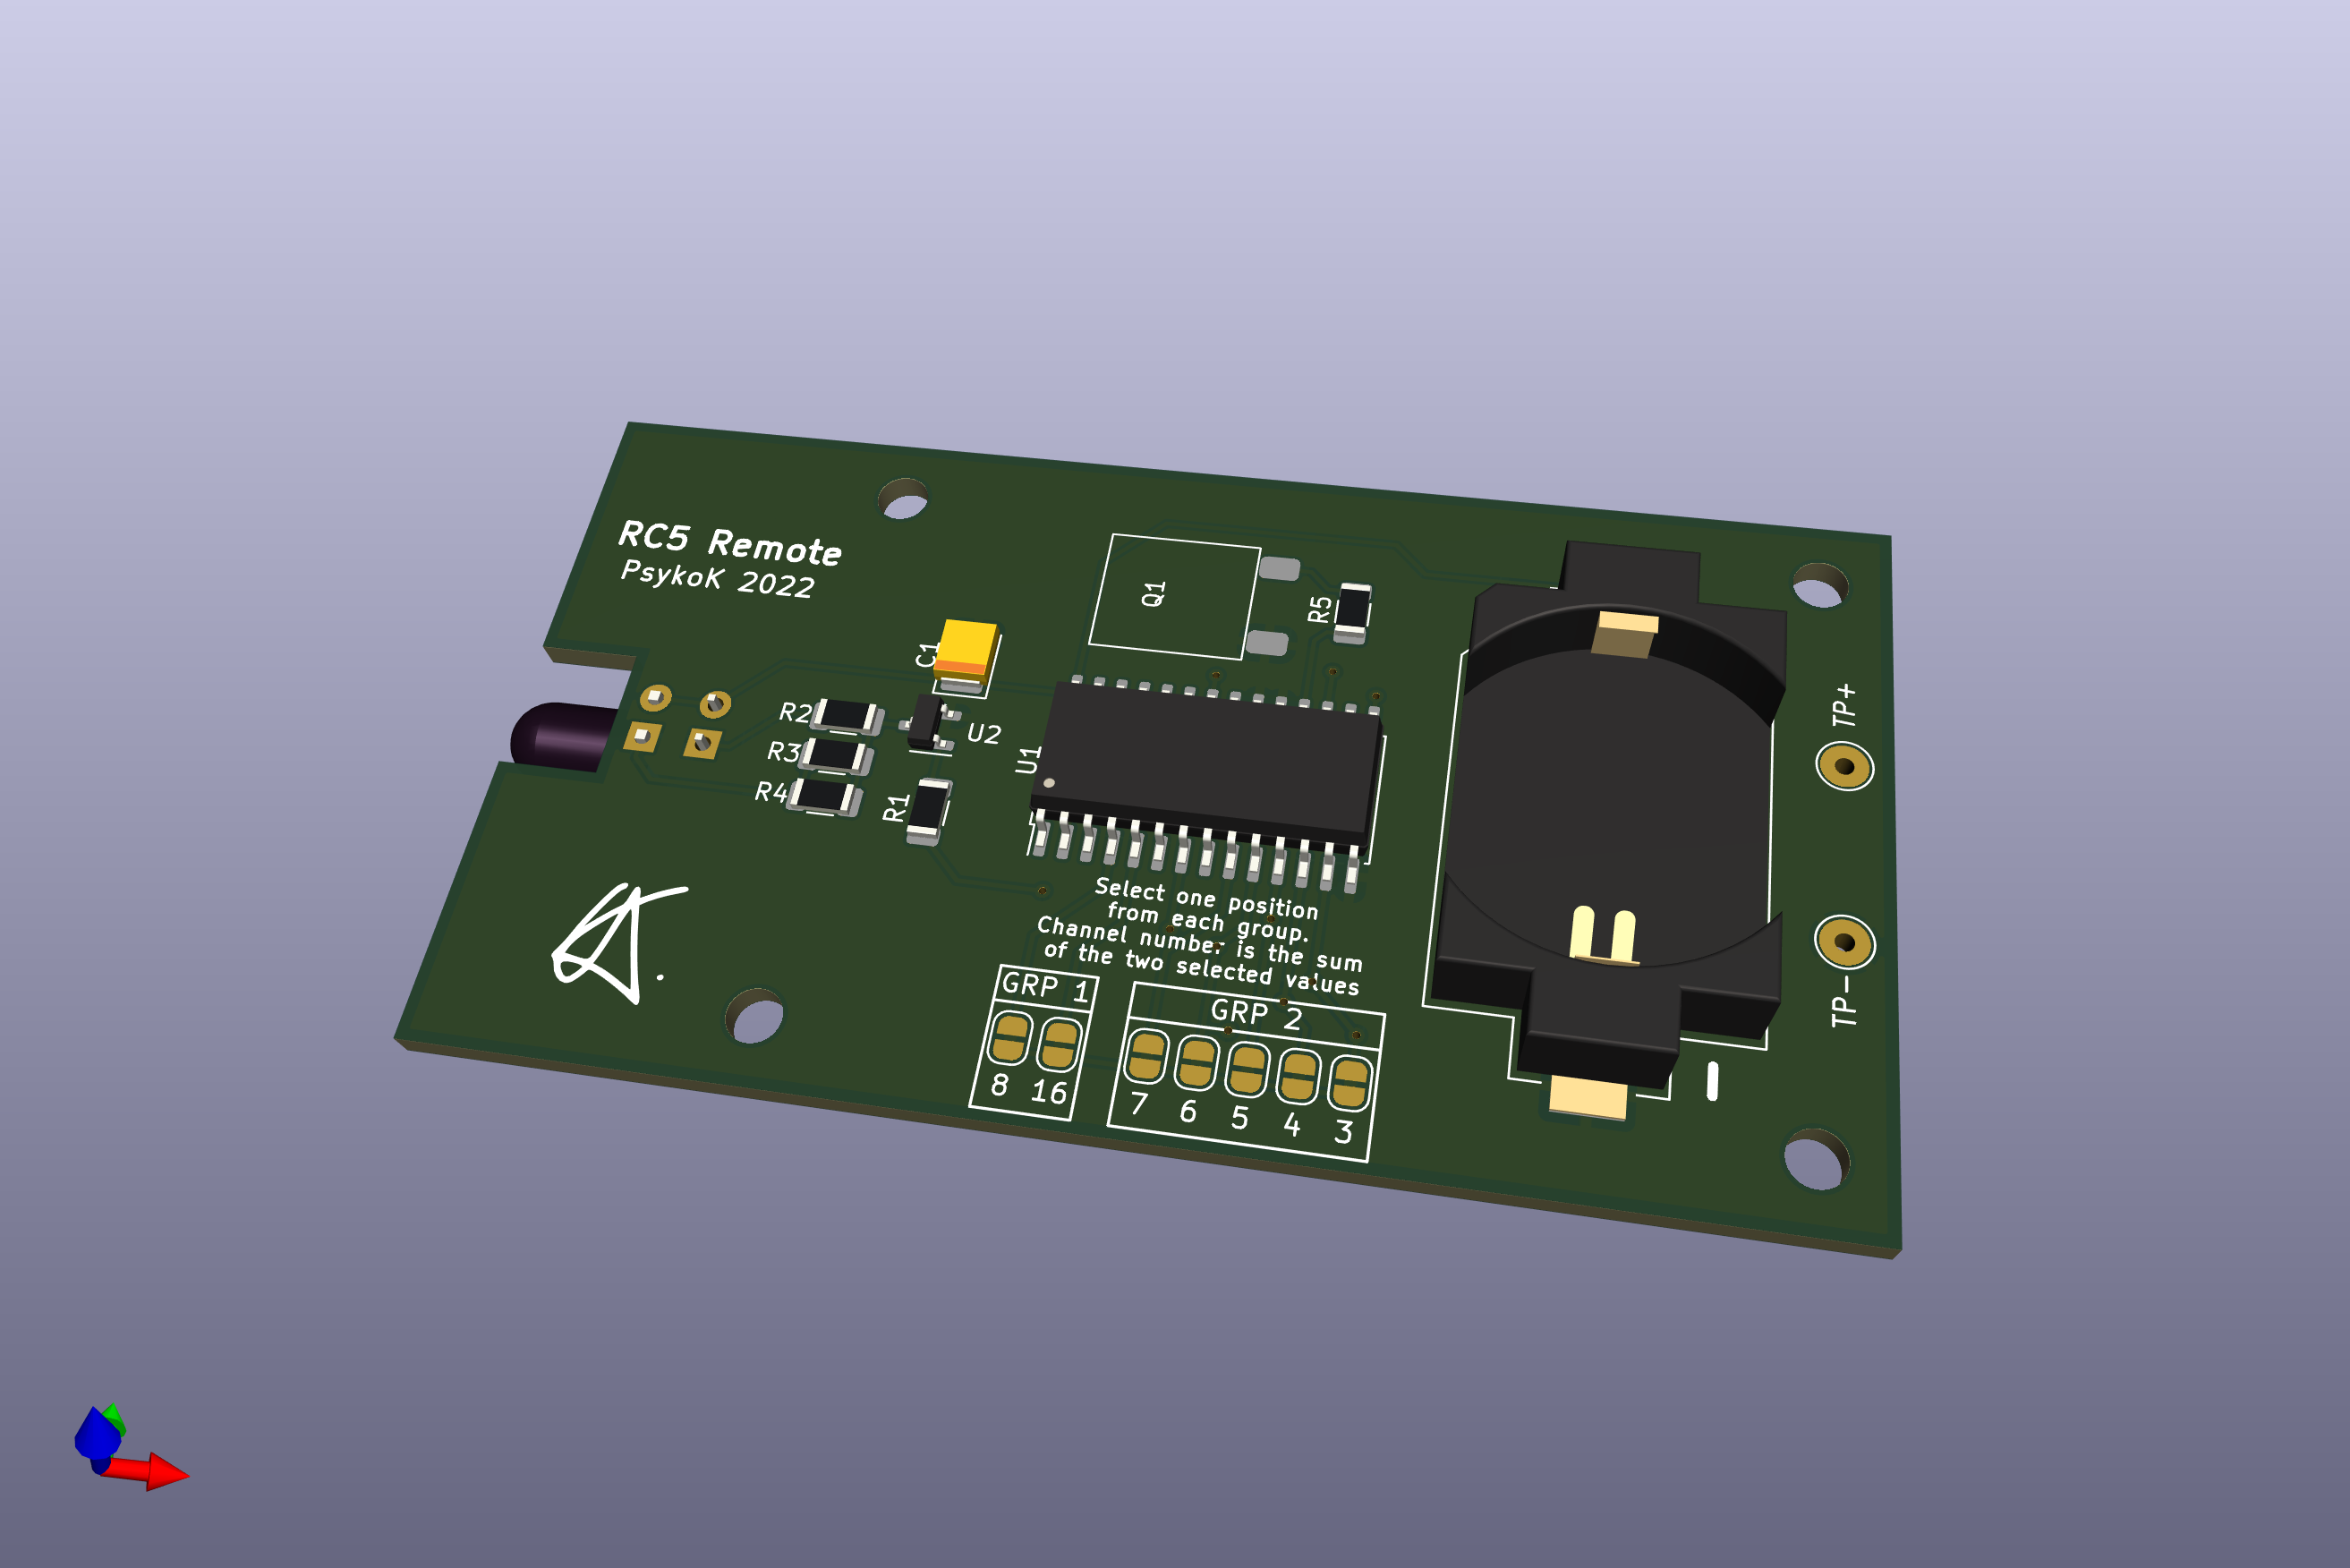 RC5 Remote
PsykoK 2022
Q1
R5
C1
R2
U2
R3
U1
R4
R1
TP+
TP-
Select one position
from each group.
Channel number is the sum
of the two selected values
GRP 1
GRP 2
8 16
7 6 5 4 3